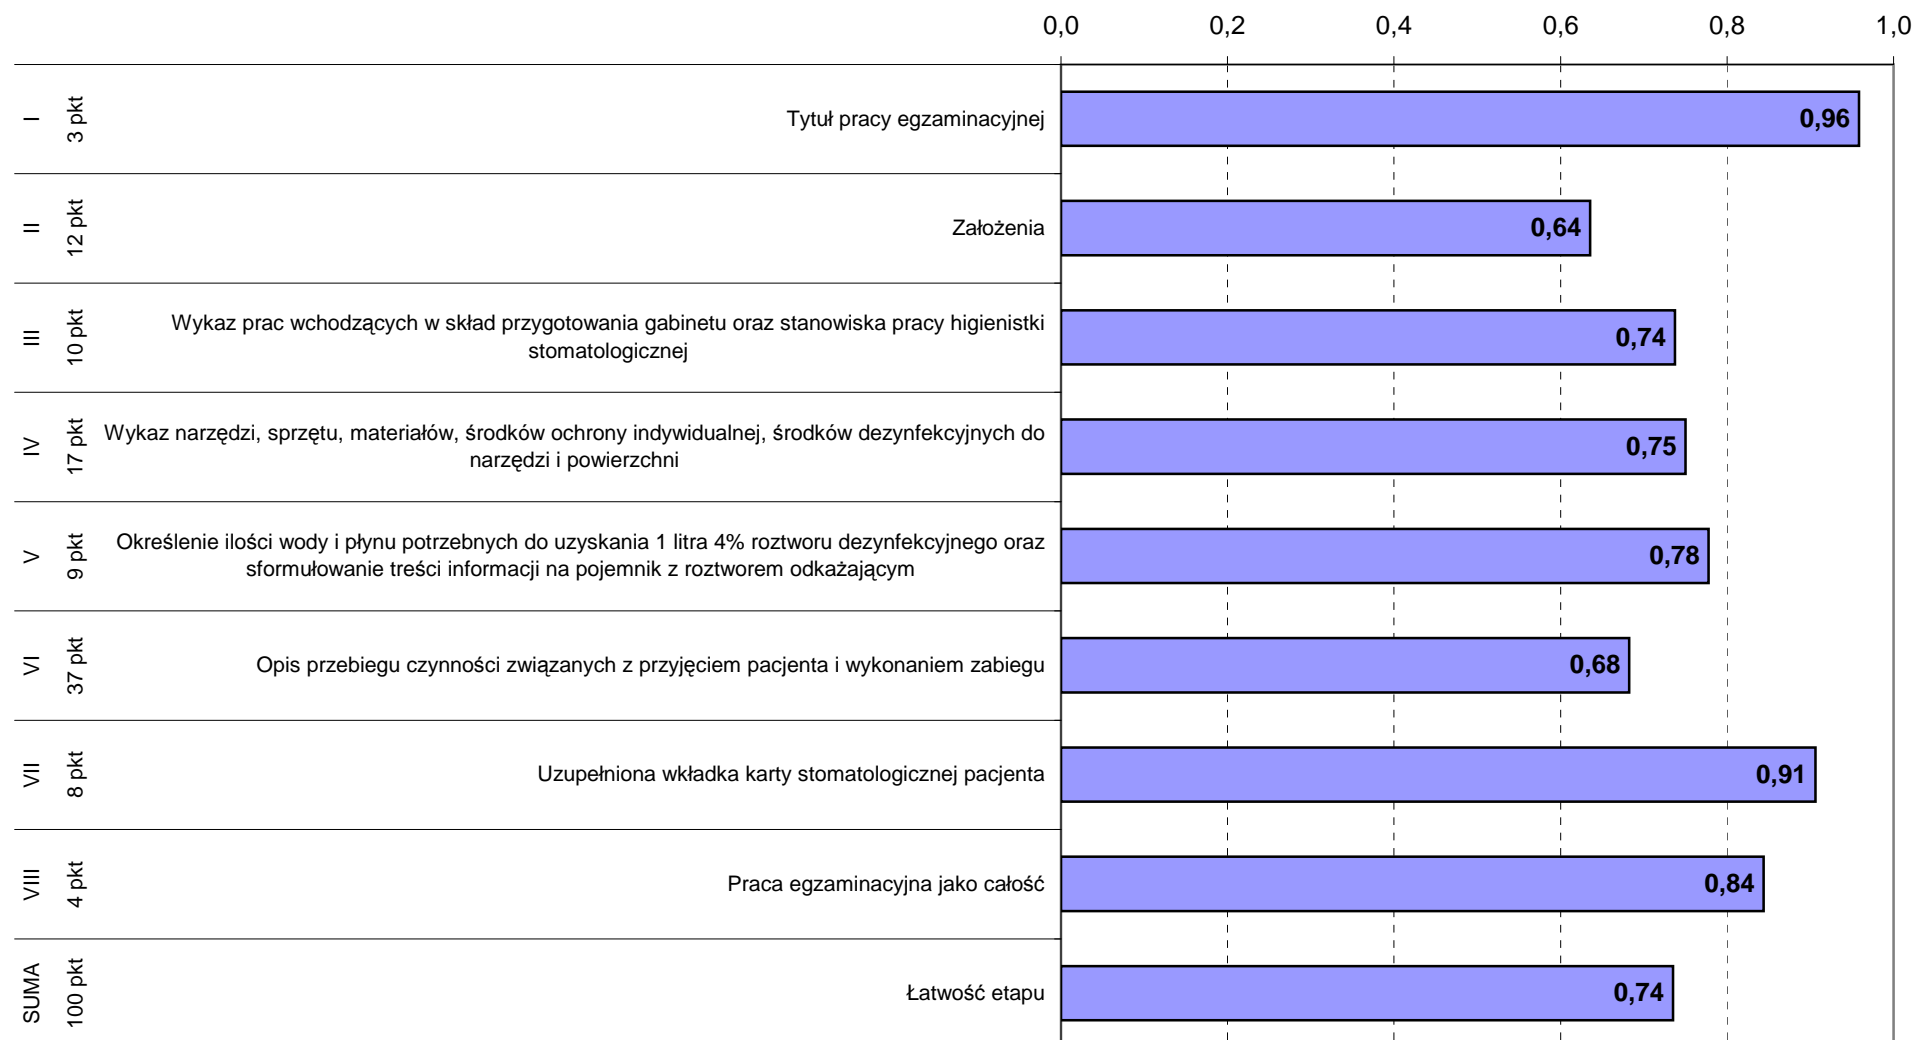 0,0 0,2 0,4 0,6 0,8 1,0
I 3 pkt Tytuł pracy egzaminacyjnej 0,96
II 12 pkt Założenia 0,64
III 10 pkt Wykaz prac wchodzących w skład przygotowania gabinetu oraz stanowiska pracy higienistki
stomatologicznej 0,74
IV 17 pkt Wykaz narzędzi, sprzętu, materiałów, środków ochrony indywidualnej, środków dezynfekcyjnych do
narzędzi i powierzchni 0,75
V 9 pkt Określenie ilości wody i płynu potrzebnych do uzyskania 1 litra 4% roztworu dezynfekcyjnego oraz
sformułowanie treści informacji na pojemnik z roztworem odkażającym 0,78
VI 37 pkt Opis przebiegu czynności związanych z przyjęciem pacjenta i wykonaniem zabiegu 0,68
VII 8 pkt Uzupełniona wkładka karty stomatologicznej pacjenta 0,91
VIII 4 pkt Praca egzaminacyjna jako całość 0,84
SUMA 100 pkt Łatwość etapu 0,74